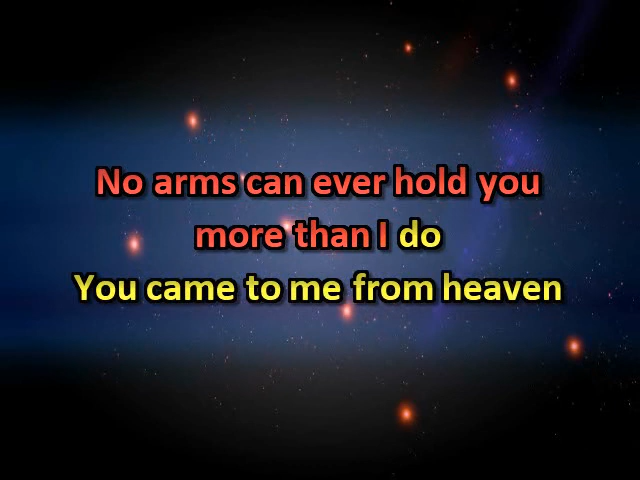 No arms can ever hold you
more than I do
You came to me from heaven